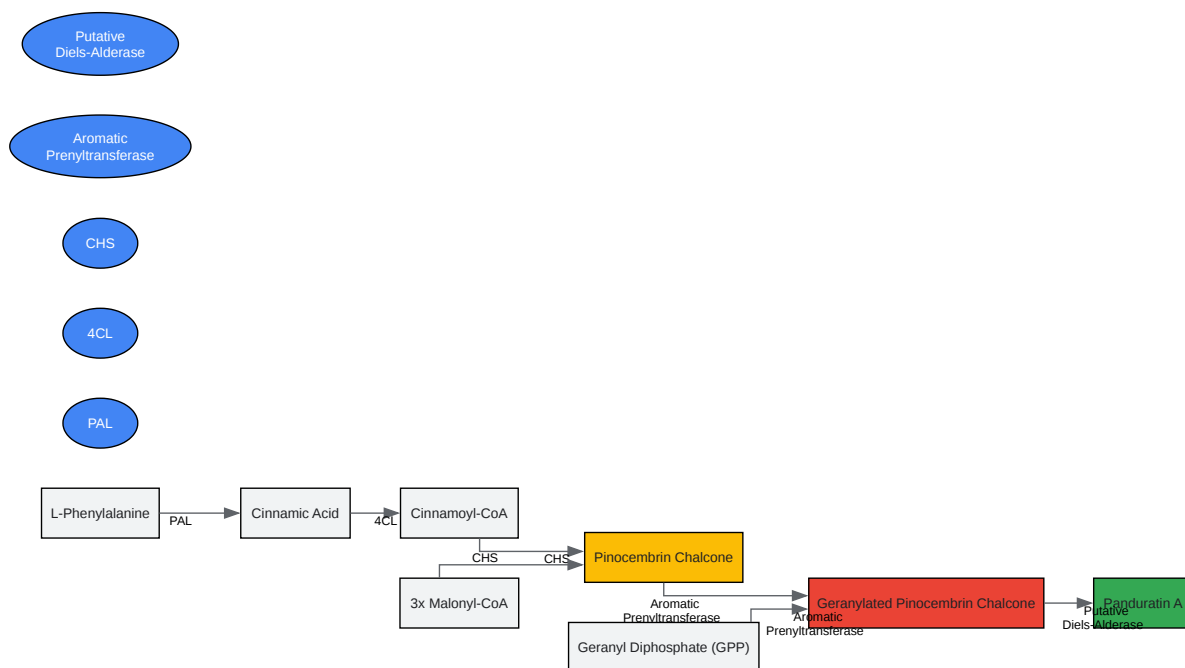 Putative
Diels-Alderase
Aromatic
Prenyltransferase
CHS
4CL
PAL
L-Phenylalanine
PAL
Cinnamic Acid
4CL
Cinnamoyl-CoA
CHS
CHS
3x Malonyl-CoA
Pinocembrin Chalcone
Aromatic
Prenyltransferase
Geranyl Diphosphate (GPP)
Aromatic
Prenyltransferase
Geranylated Pinocembrin Chalcone
Putative
Diels-Alderase
Panduratin A